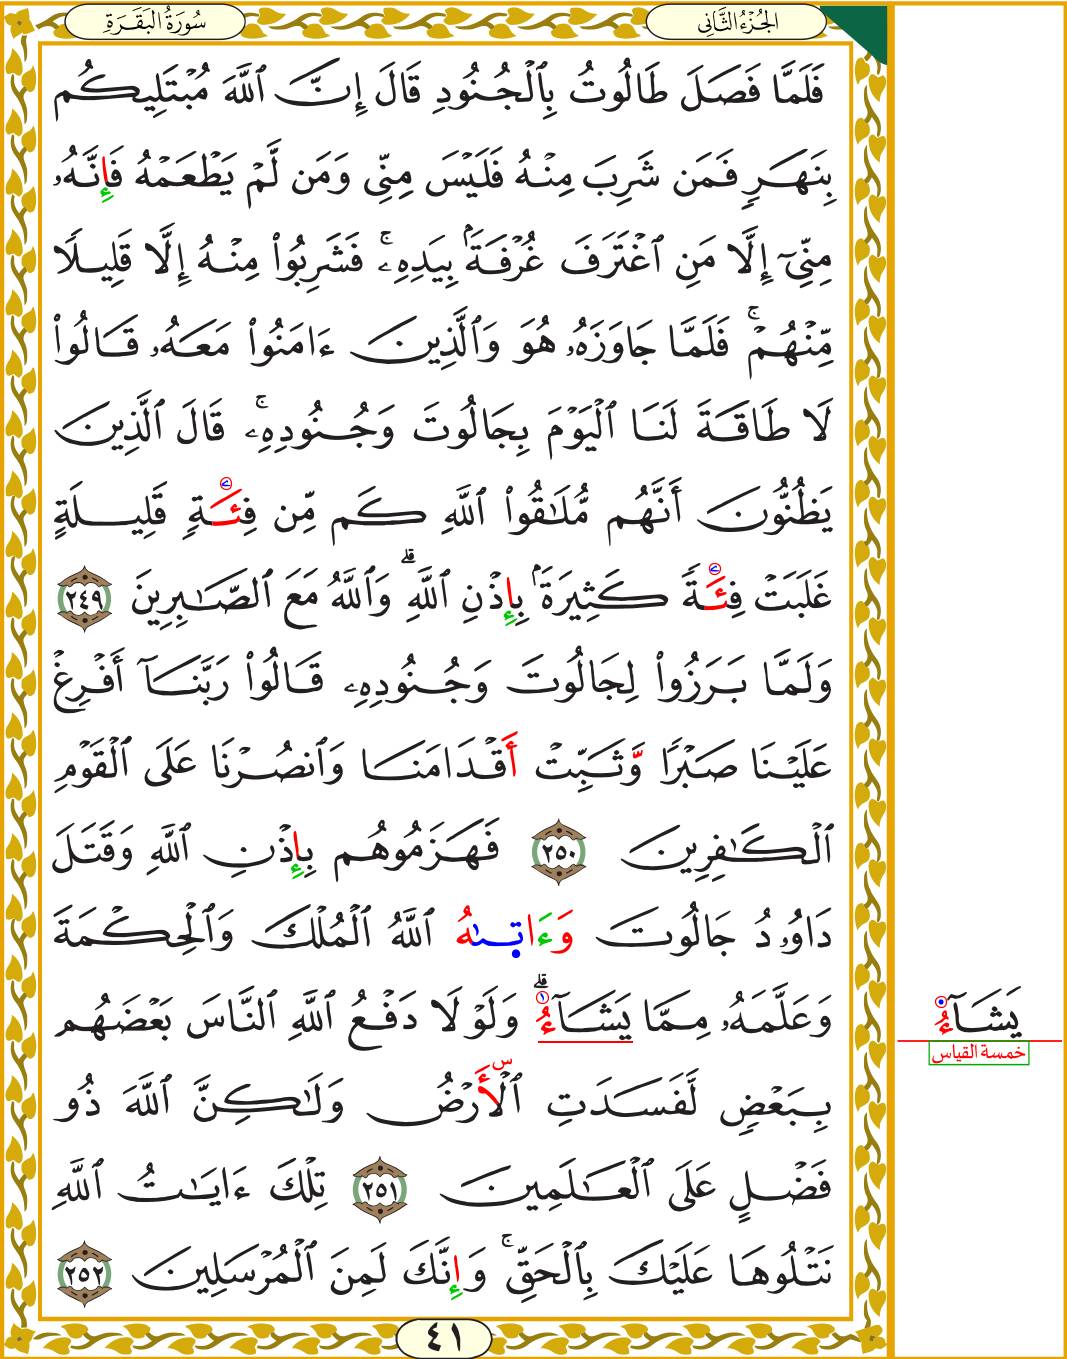 الجُزْءُ الثَّانِي
سُورَةُ البَقَرَةِ
فَلَمَّا فَصَلَ طَالُوتُ بِٱلۡجُنُودِ قَالَ إِنَّ ٱللَّهَ مُبۡتَلِيكُم
بِنَهَرٖ فَمَن شَرِبَ مِنۡهُ فَلَيۡسَ مِنِّي وَمَن لَّمۡ يَطۡعَمۡهُ فَإِنَّهُۥ
مِنِّيٓ إِلَّا مَنِ ٱغۡتَرَفَ غُرۡفَةَۢ بِيَدِهِۦۚ فَشَرِبُواْ مِنۡهُ إِلَّا قَلِيلٗا
مِّنۡهُمۡۚ فَلَمَّا جَاوَزَهُۥ هُوَ وَٱلَّذِينَ ءَامَنُواْ مَعَهُۥ قَالُواْ
لَا طَاقَةَ لَنَا ٱلۡيَوۡمَ بِجَالُوتَ وَجُنُودِهِۦۚ قَالَ ٱلَّذِينَ
يَظُنُّونَ أَنَّهُم مُّلَٰقُواْ ٱللَّهِ كَم مِّن فِئَةٖ قَلِيلَةٍ
غَلَبَتۡ فِئَةٗ كَثِيرَةَۢ بِإِذۡنِ ٱللَّهِۗ وَٱللَّهُ مَعَ ٱلصَّٰبِرِينَ ٢٤٩
وَلَمَّا بَرَزُواْ لِجَالُوتَ وَجُنُودِهِۦ قَالُواْ رَبَّنَآ أَفۡرِغۡ
عَلَيۡنَا صَبۡرٗا وَّثَبِّتۡ أَقۡدَامَنَا وَٱنصُرۡنَا عَلَى ٱلۡقَوۡمِ
ٱلۡكَٰفِرِينَ ٢٥٠ فَهَزَمُوهُم بِإِذۡنِ ٱللَّهِ وَقَتَلَ
دَاوُۥدُ جَالُوتَ وَءَاتىٰهُ ٱللَّهُ ٱلۡمُلۡكَ وَٱلۡحِكۡمَةَ
وَعَلَّمَهُۥ مِمَّا يَشَآءُۗ وَلَوۡلَا دَفۡعُ ٱللَّهِ ٱلنَّاسَ بَعۡضَهُم
بِبَعۡضٖ لَّفَسَدَتِ ٱلۡأَرۡضُ وَلَٰكِنَّ ٱللَّهَ ذُو
فَضۡلٍ عَلَى ٱلۡعَٰلَمِينَ ٢٥١ تِلۡكَ ءَايَٰتُ ٱللَّهِ
نَتۡلُوهَا عَلَيۡكَ بِٱلۡحَقِّۚ وَإِنَّكَ لَمِنَ ٱلۡمُرۡسَلِينَ ٢٥٢
يَشَآءُ
خمسة القياس
٤١